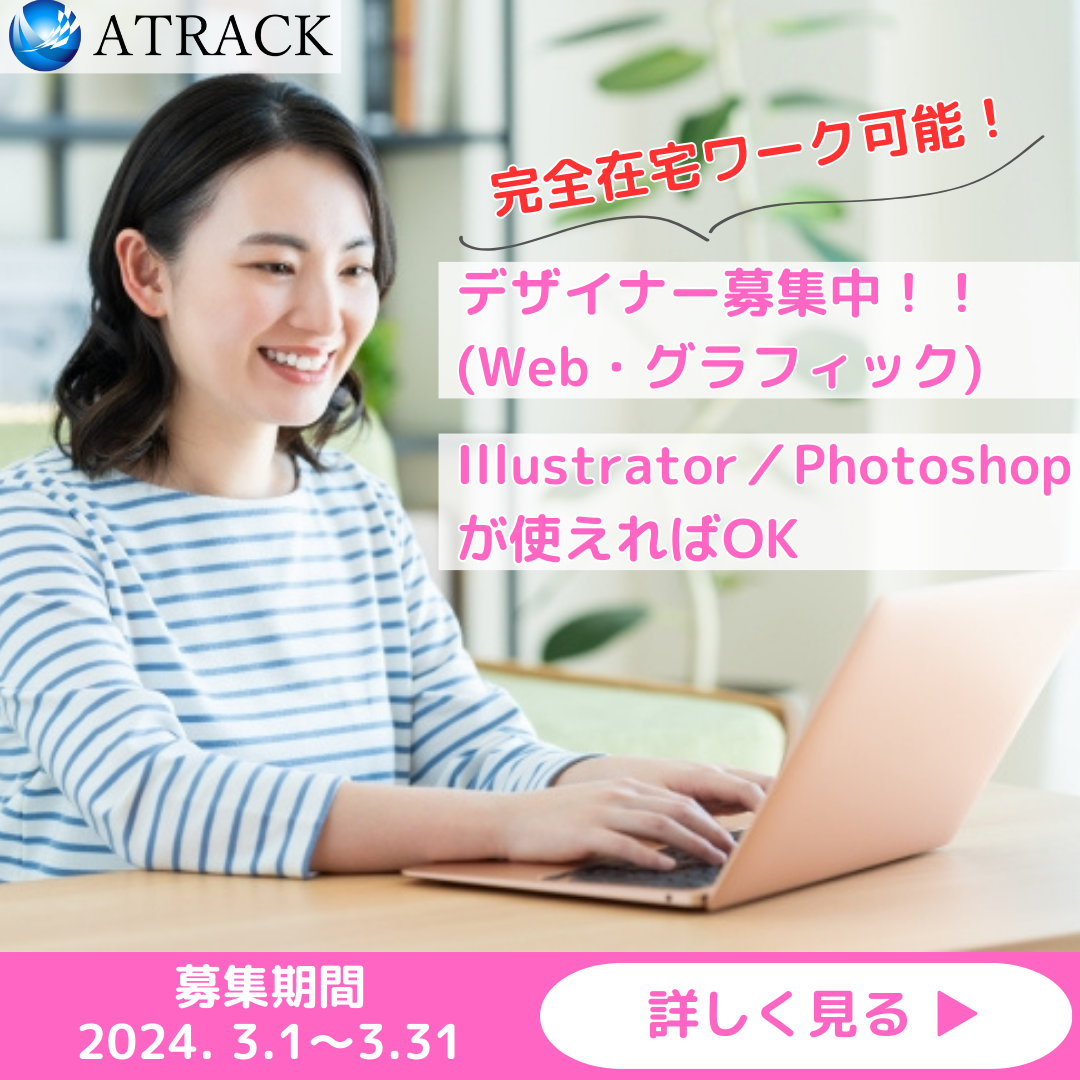 ATRACK
完全在宅ワーク可能！
デザイナー募集中！！
(Web・グラフィック)
Illustrator／Photoshop
が使えればOK
募集期間
2024. 3.1〜3.31
詳しく見る ▶